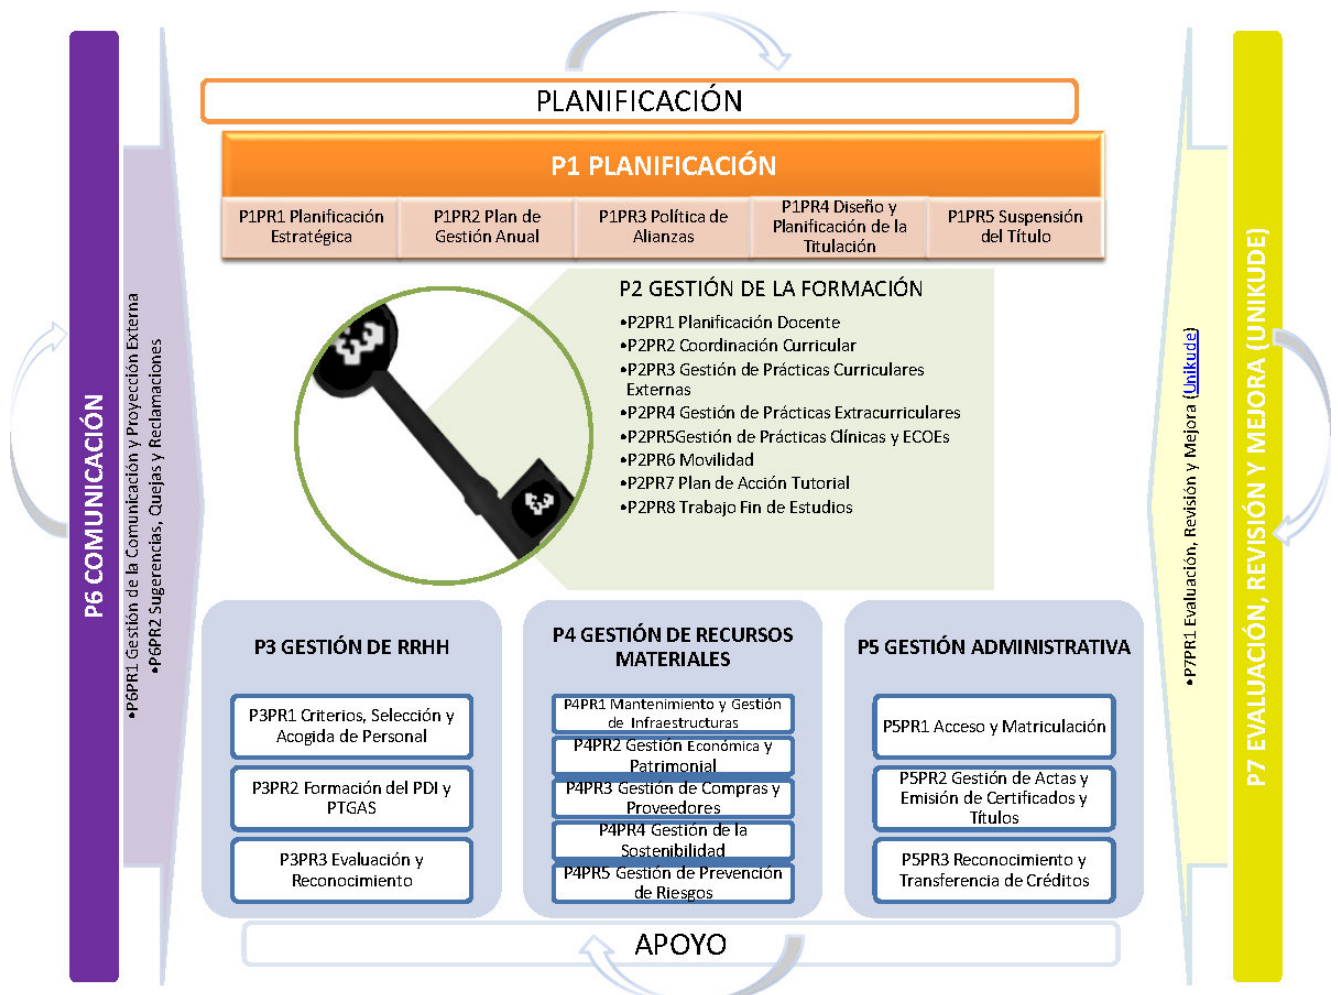 PLANIFICACIÓN
P1 PLANIFICACIÓN
P1PR1 Planificación
Estratégica
P1PR2 Plan de
Gestión Anual
P1PR3 Política de
Alianzas
P1PR4 Diseño y
Planificación de la
Titulación
P1PR5 Suspensión
del Título
P6 COMUNICACIÓN
•P6PR1 Gestión de la Comunicación y Proyección Externa
•P6PR2 Sugerencias, Quejas y Reclamaciones
P2 GESTIÓN DE LA FORMACIÓN
•P2PR1 Planificación Docente
•P2PR2 Coordinación Curricular
•P2PR3 Gestión de Prácticas Curriculares
Externas
•P2PR4 Gestión de Prácticas Extracurriculares
•P2PR5Gestión de Prácticas Clínicas y ECOEs
•P2PR6 Movilidad
•P2PR7 Plan de Acción Tutorial
•P2PR8 Trabajo Fin de Estudios
•P7PR1 Evaluación, Revisión y Mejora (Unikude)
P7 EVALUACIÓN, REVISIÓN Y MEJORA (UNIKUDE)
P3 GESTIÓN DE RRHH
P3PR1 Criterios, Selección y
Acogida de Personal
P3PR2 Formación del PDI y
PTGAS
P3PR3 Evaluación y
Reconocimiento
P4 GESTIÓN DE RECURSOS
MATERIALES
P4PR1 Mantenimiento y Gestión
de Infraestructuras
P4PR2 Gestión Económica y
Patrimonial
P4PR3 Gestión de Compras y
Proveedores
P4PR4 Gestión de la
Sostenibilidad
P4PR5 Gestión de Prevención
de Riesgos
P5 GESTIÓN ADMINISTRATIVA
P5PR1 Acceso y Matriculación
P5PR2 Gestión de Actas y
Emisión de Certificados y
Títulos
P5PR3 Reconocimiento y
Transferencia de Créditos
APOYO